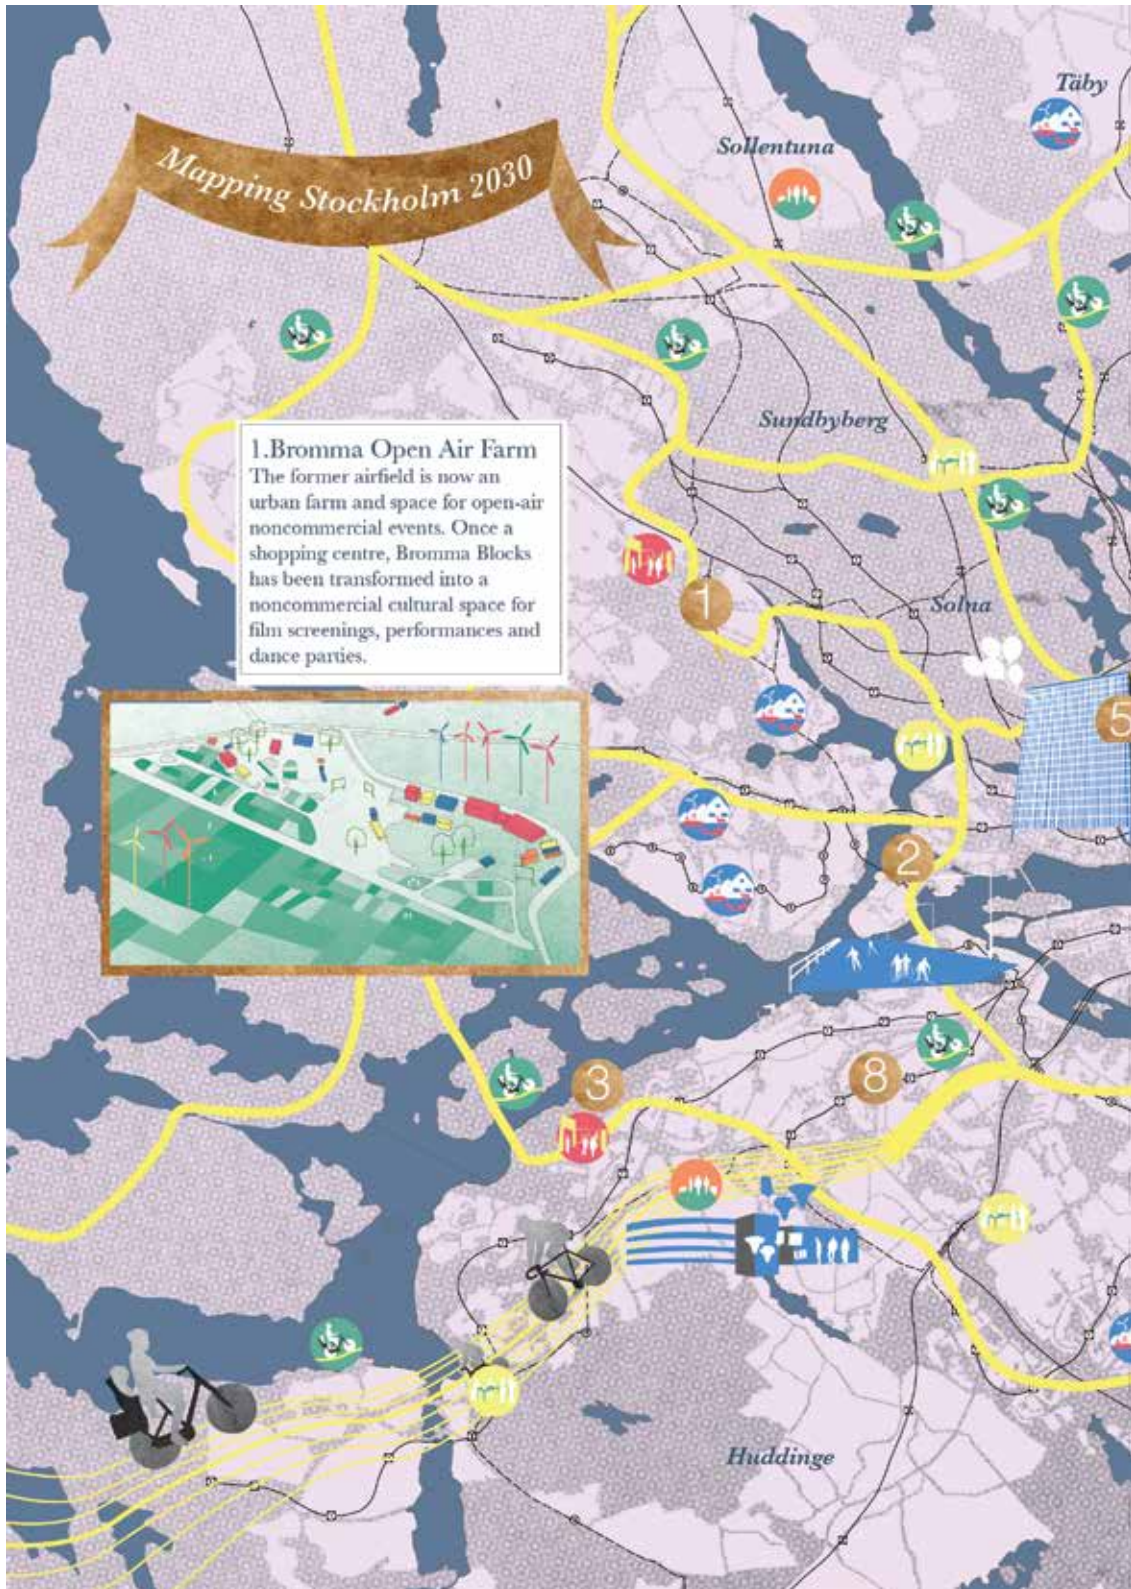 Täby
Sollentuna
Mapping Stockholm 2030
Sundbyberg
1.Bromma Open Air Farm
The former airfield is now an
urban farm and space for open-air
noncommercial events. Once a
shopping centre, Bromma Blocks
has been transformed into a
noncommercial cultural space for
film screenings, performances and
dance parties.
1
Solna
5
2
3
8
Huddinge